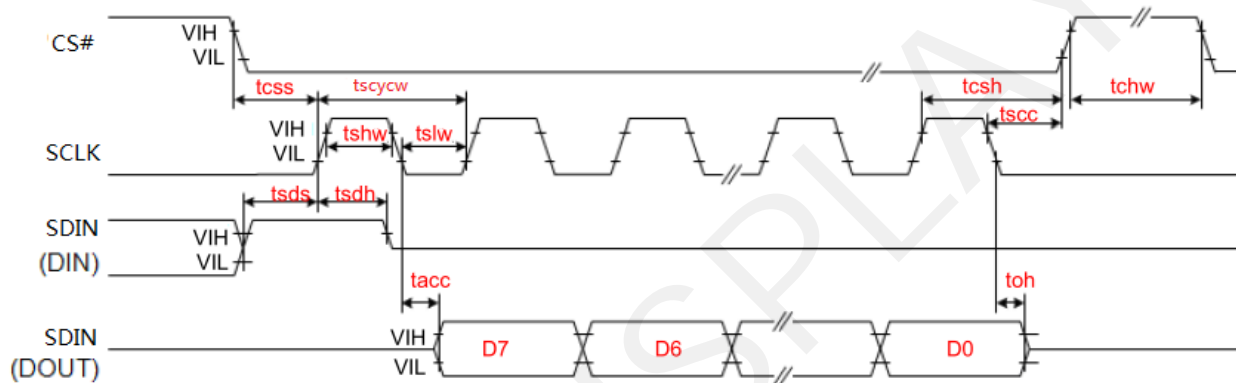 'CS#
VIH
VIL
tcss
tscycw
tcsh
tchw
tscc
SCLK
VIH
VIL
tshw
tslw
tsds
tsdh
SDIN
(DIN)
VIH
VIL
tacc
toh
SDIN
(DOUT)
VIH
VIL
D7
D6
D0
SPLAY